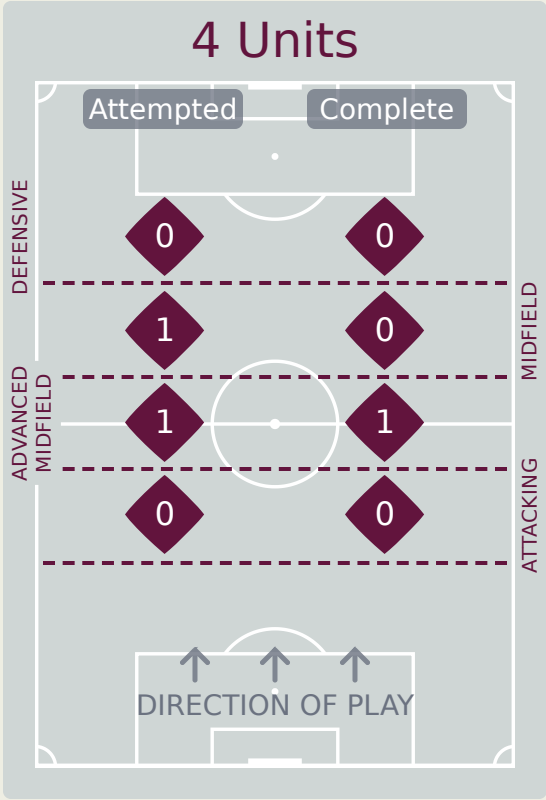 4 Units
Attempted
Complete
DEFENSIVE
0
0
MIDFIELD
1
0
ADVANCED
MIDFIELD
1
1
ATTACKING
0
0
DIRECTION OF PLAY